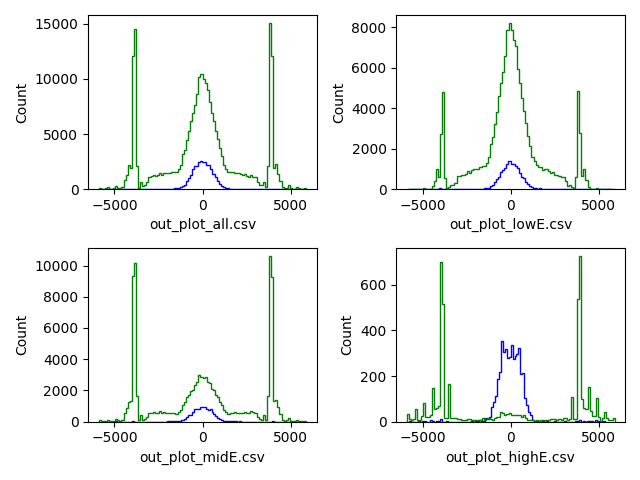 15000
10000
5000
0
Count
−5000 0 5000
out_plot_all.csv
8000
6000
4000
2000
0
Count
−5000 0 5000
out_plot_lowE.csv
10000
8000
6000
4000
2000
0
Count
−5000 0 5000
out_plot_midE.csv
600
400
200
0
Count
−5000 0 5000
out_plot_highE.csv